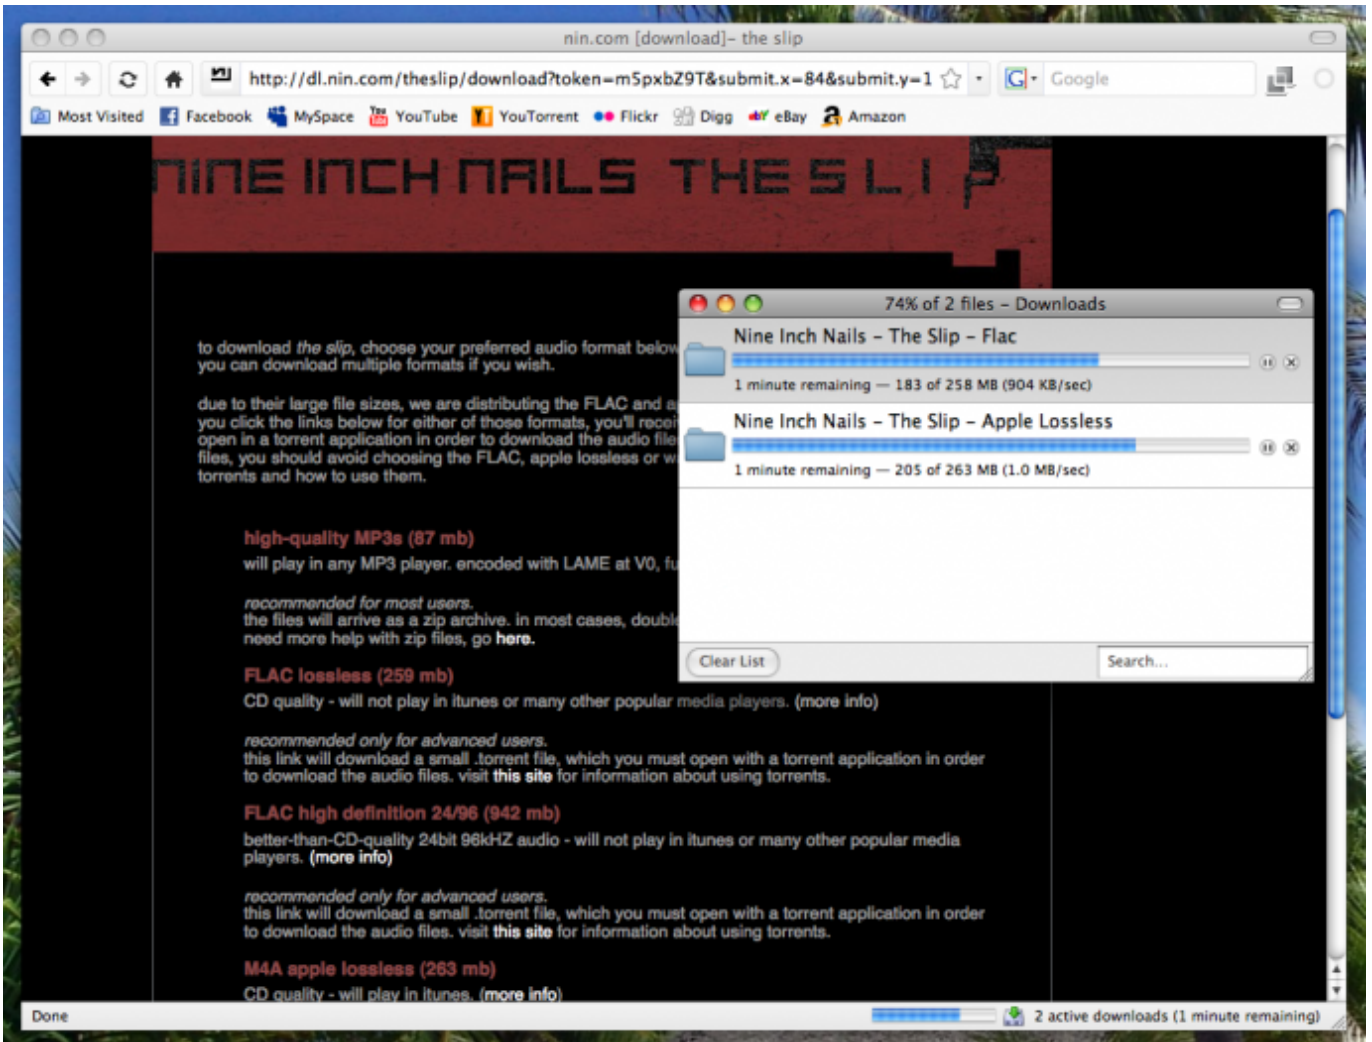 nin.com [download]- the slip
http://dl.nin.com/theslip/download?token=m5pxbZ9T&submit.x=84&submit.y=1
G
Google
Most Visited Facebook MySpace YouTube YouTorrent Flickr Digg eBay Amazon
NINE INCH NAILS THE SLIP
74% of 2 files – Downloads
Nine Inch Nails – The Slip – Flac
1 minute remaining — 183 of 258 MB (904 KB/sec)
Nine Inch Nails – The Slip – Apple Lossless
1 minute remaining — 205 of 263 MB (1.0 MB/sec)
Clear List
Search...
to download the slip, choose your preferred audio format below
you can download multiple formats if you wish.
due to their large file sizes, we are distributing the FLAC and
you click the links below for either of those formats, you'll
open in a torrent application in order to download the audio
files, you should avoid choosing the FLAC, apple lossless or
torrents and how to use them.
high-quality MP3s (87 mb)
will play in any MP3 player. encoded with LAME at V0,
recommended for most users.
the files will arrive as a zip archive. in most cases,
need more help with zip files, go here.
FLAC lossless (259 mb)
CD quality - will not play in itunes or many other popular media players. (more info)
recommended only for advanced users.
this link will download a small .torrent file, which you must open with a torrent application in order
to download the audio files. visit this site for information about using torrents.
FLAC high definition 24/96 (942 mb)
better-than-CD-quality 24bit 96kHZ audio - will not play in itunes or many other popular media
players. (more info)
recommended only for advanced users.
this link will download a small .torrent file, which you must open with a torrent application in order
to download the audio files. visit this site for information about using torrents.
M4A apple lossless (263 mb)
CD quality - will play in itunes. (more info)
Done
2 active downloads (1 minute remaining)